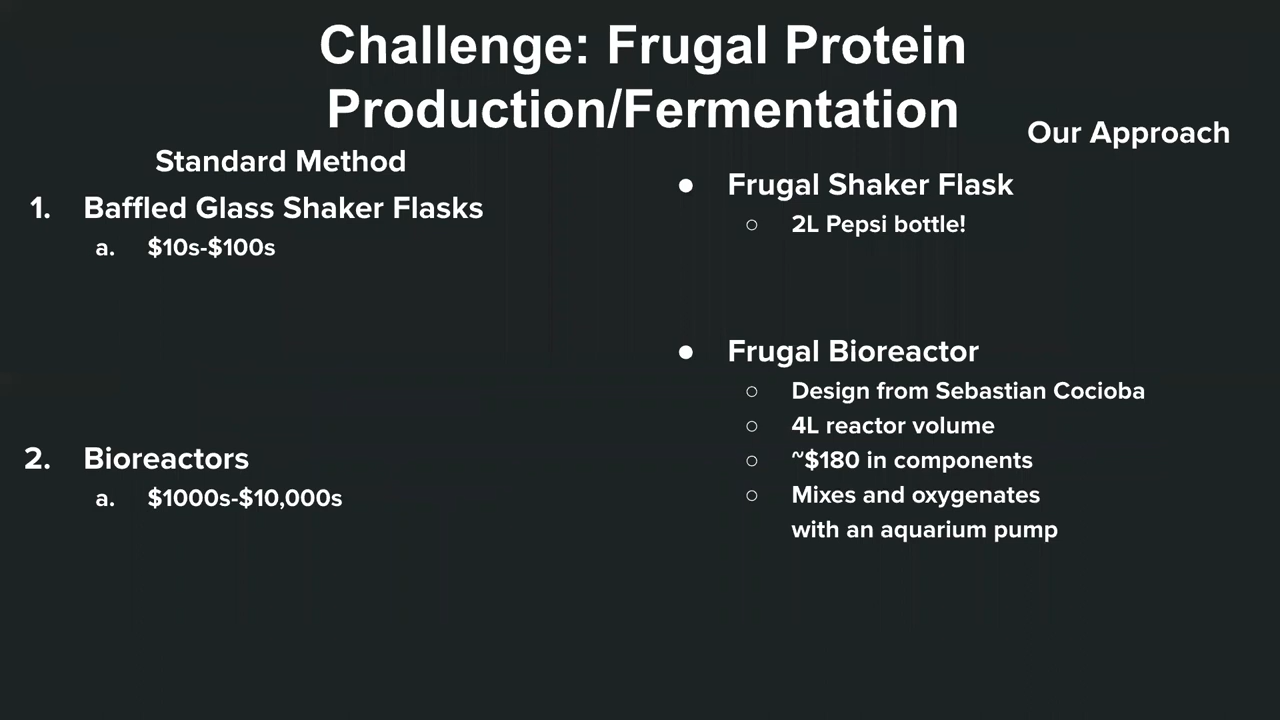 Challenge: Frugal Protein
Production/Fermentation
Standard Method
1. Baffled Glass Shaker Flasks
a. $10s-$100s
2. Bioreactors
a. $1000s-$10,000s
Our Approach
● Frugal Shaker Flask
○ 2L Pepsi bottle!
● Frugal Bioreactor
○ Design from Sebastian Cocioba
○ 4L reactor volume
○ ~$180 in components
○ Mixes and oxygenates
with an aquarium pump